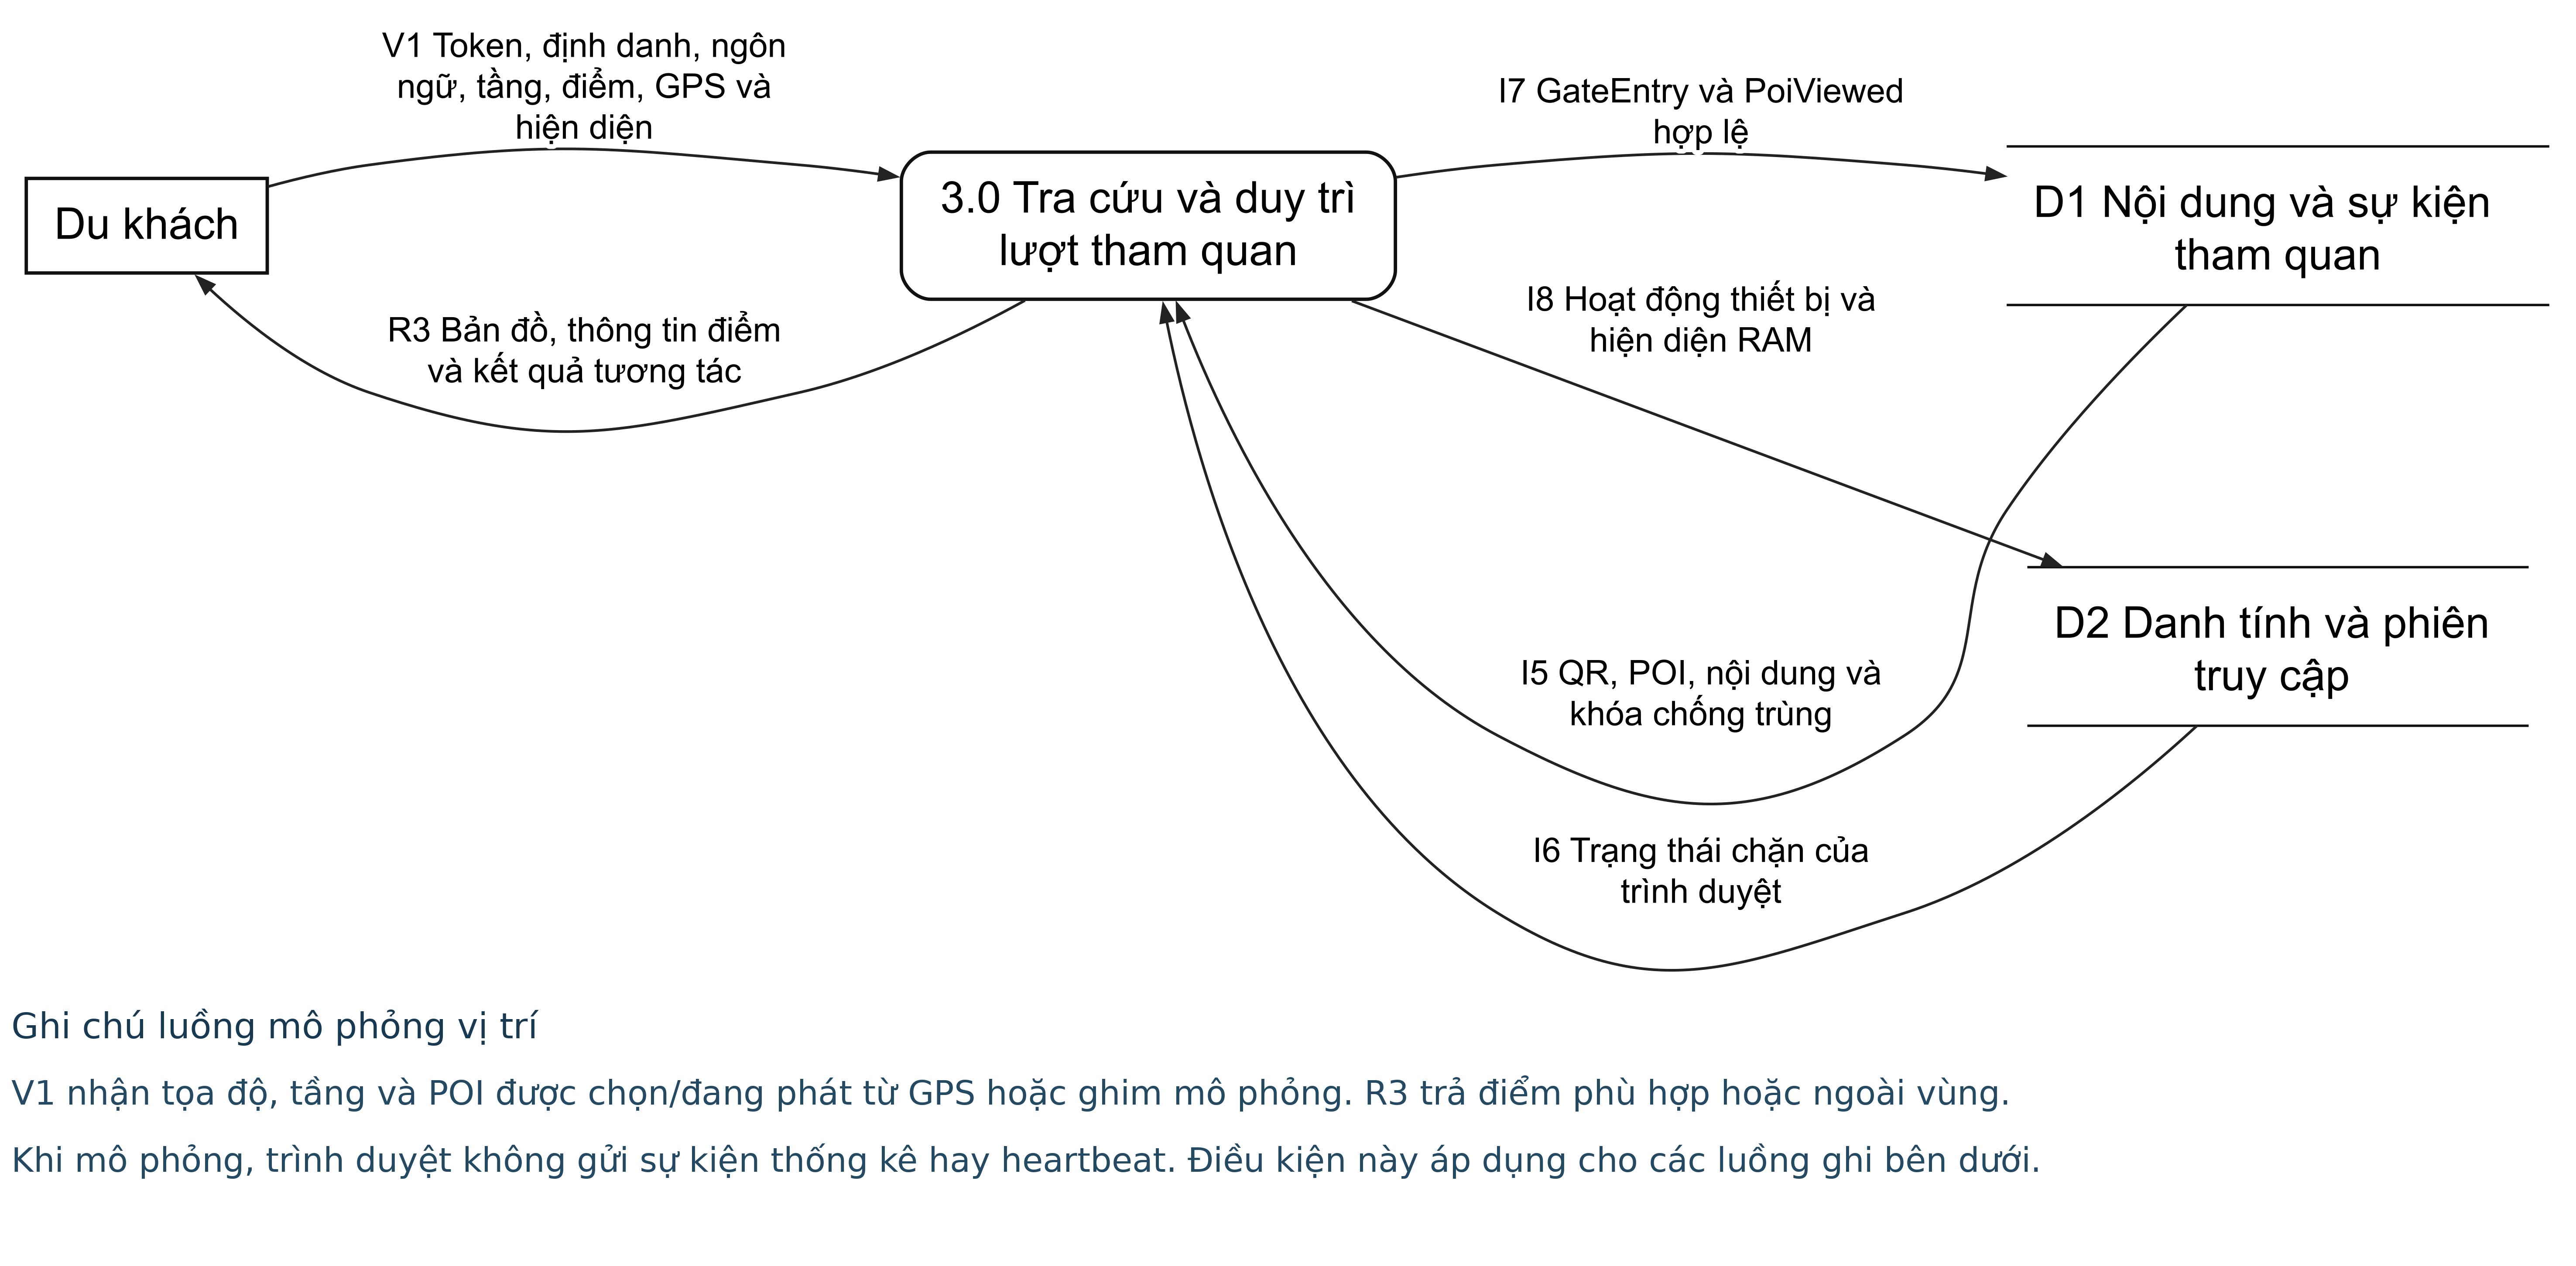 V1 Token, định danh, ngôn
ngữ, tầng, điểm, GPS và
hiện diện
I7 GateEntry và PoiViewed
hợp lệ
Du khách
3.0 Tra cứu và duy trì
lượt tham quan
D1 Nội dung và sự kiện
tham quan
R3 Bản đồ, thông tin điểm
và kết quả tương tác
I8 Hoạt động thiết bị và
hiện diện RAM
D2 Danh tính và phiên
truy cập
I5 QR, POI, nội dung và
khóa chống trùng
I6 Trạng thái chặn của
trình duyệt
Ghi chú luồng mô phỏng vị trí
V1 nhận tọa độ, tầng và POI được chọn/đang phát từ GPS hoặc ghim mô phỏng. R3 trả điểm phù hợp hoặc ngoài vùng.
Khi mô phỏng, trình duyệt không gửi sự kiện thống kê hay heartbeat. Điều kiện này áp dụng cho các luồng ghi bên dưới.